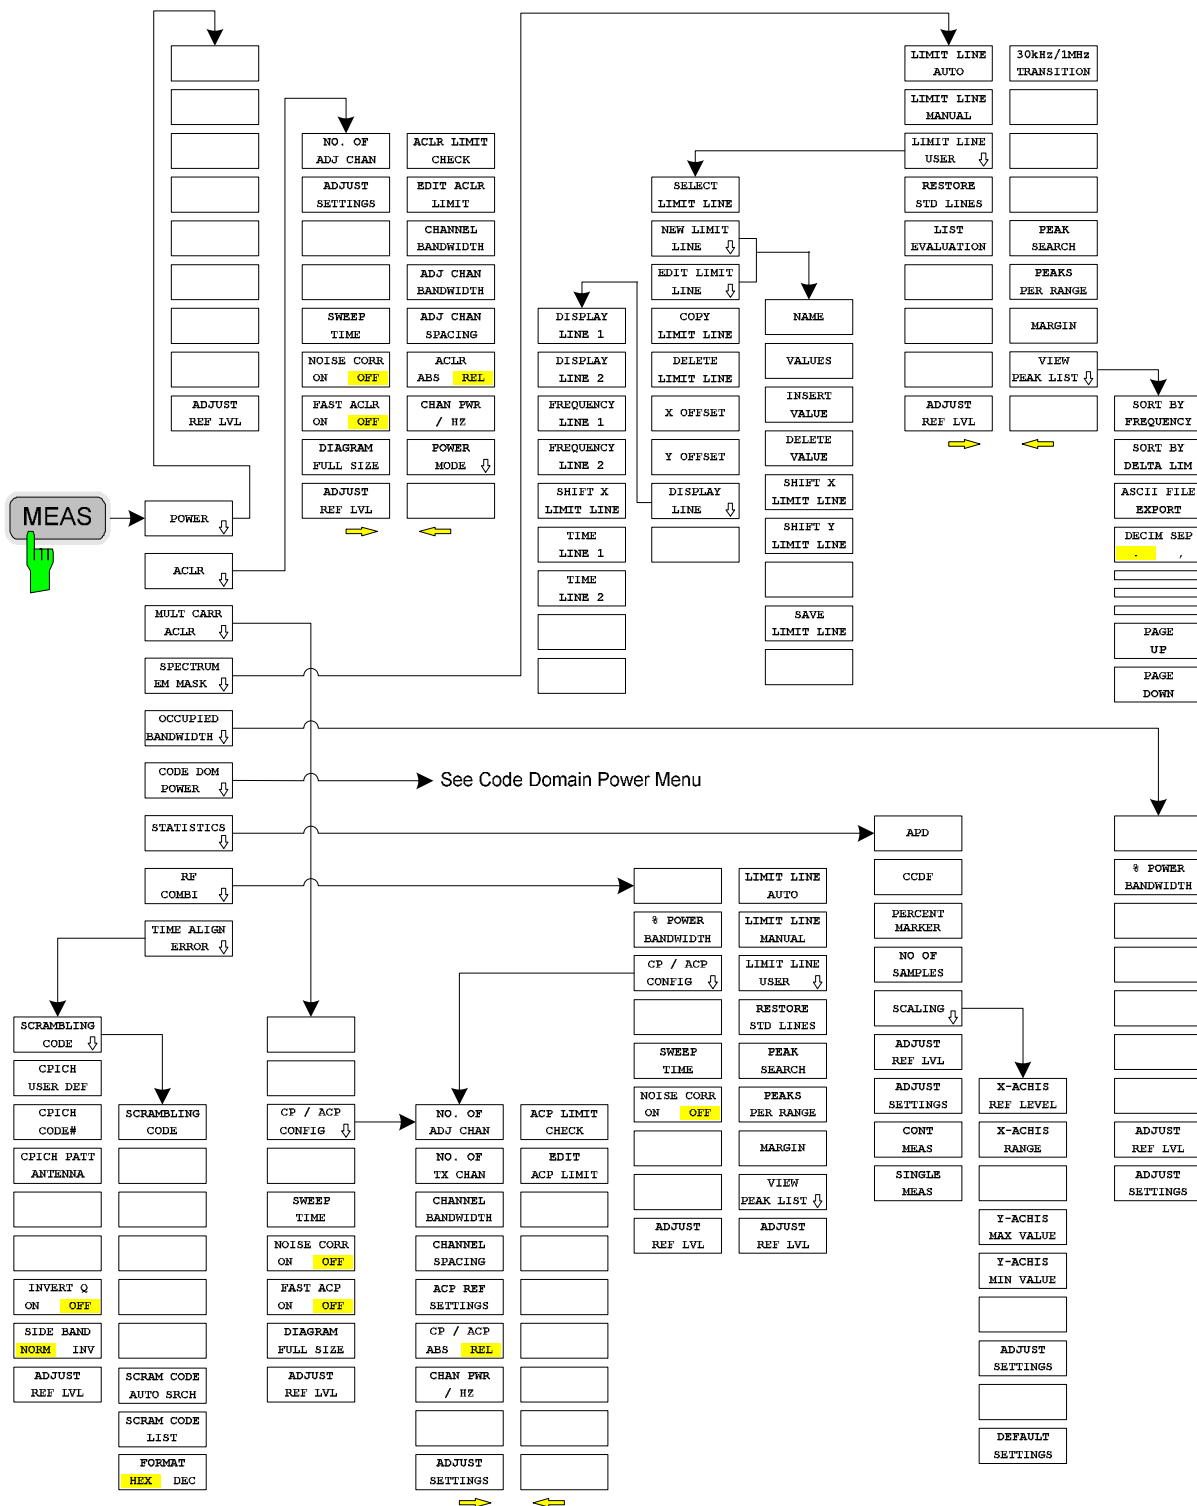 MEAS
POWER
ACLR
MULT CARR
ACLR
SPECTRUM
EM MASK
OCCUPIED
BANDWIDTH
CODE DOM
POWER
STATISTICS
RF
COMBI
TIME ALIGN
ERROR
ADJUST
REF LVL
NO. OF
ADJ CHAN
ADJUST
SETTINGS
SWEEP
TIME
NOISE CORR
ON OFF
FAST ACLR
ON OFF
DIAGRAM
FULL SIZE
ADJUST
REF LVL
ACLR LIMIT
CHECK
EDIT ACLR
LIMIT
CHANNEL
BANDWIDTH
ADJ CHAN
BANDWIDTH
ADJ CHAN
SPACING
ACLR
ABS REL
CHAN PWR
/ HZ
POWER
MODE
DISPLAY
LINE 1
DISPLAY
LINE 2
FREQUENCY
LINE 1
FREQUENCY
LINE 2
SHIFT X
LIMIT LINE
TIME
LINE 1
TIME
LINE 2
SELECT
LIMIT LINE
NEW LIMIT
LINE
EDIT LIMIT
LINE
COPY
LIMIT LINE
DELETE
LIMIT LINE
X OFFSET
Y OFFSET
DISPLAY
LINE
NAME
VALUES
INSERT
VALUE
DELETE
VALUE
SHIFT X
LIMIT LINE
SHIFT Y
LIMIT LINE
SAVE
LIMIT LINE
LIMIT LINE
AUTO
LIMIT LINE
MANUAL
LIMIT LINE
USER
RESTORE
STD LINES
LIST
EVALUATION
ADJUST
REF LVL
30kHz/1MHz
TRANSITION
PEAK
SEARCH
PEAKS
PER RANGE
MARGIN
VIEW
PEAK LIST
SORT BY
FREQUENCY
SORT BY
DELTA LIM
ASCII FILE
EXPORT
DECIM SEP
. ,
PAGE
UP
PAGE
DOWN
See Code Domain Power Menu
APD
CCDF
PERCENT
MARKER
NO OF
SAMPLES
SCALING
ADJUST
REF LVL
ADJUST
SETTINGS
CONT
MEAS
SINGLE
MEAS
X-ACHIS
REF LEVEL
X-ACHIS
RANGE
Y-ACHIS
MAX VALUE
Y-ACHIS
MIN VALUE
ADJUST
SETTINGS
DEFAULT
SETTINGS
% POWER
BANDWIDTH
ADJUST
REF LVL
ADJUST
SETTINGS
% POWER
BANDWIDTH
CP / ACP
CONFIG
SWEEP
TIME
NOISE CORR
ON OFF
ADJUST
REF LVL
LIMIT LINE
AUTO
LIMIT LINE
MANUAL
LIMIT LINE
USER
RESTORE
STD LINES
PEAK
SEARCH
PEAKS
PER RANGE
MARGIN
VIEW
PEAK LIST
ADJUST
REF LVL
SCRAMBLING
CODE
CPICH
USER DEF
CPICH
CODE#
CPICH PATT
ANTENNA
INVERT Q
ON OFF
SIDE BAND
NORM INV
ADJUST
REF LVL
SCRAMBLING
CODE
SCRAM CODE
AUTO SRCH
SCRAM CODE
LIST
FORMAT
HEX DEC
CP / ACP
CONFIG
SWEEP
TIME
NOISE CORR
ON OFF
FAST ACP
ON OFF
DIAGRAM
FULL SIZE
ADJUST
REF LVL
NO. OF
ADJ CHAN
NO. OF
TX CHAN
CHANNEL
BANDWIDTH
CHANNEL
SPACING
ACP REF
SETTINGS
CP / ACP
ABS REL
CHAN PWR
/ HZ
ADJUST
SETTINGS
ACP LIMIT
CHECK
EDIT
ACP LIMIT